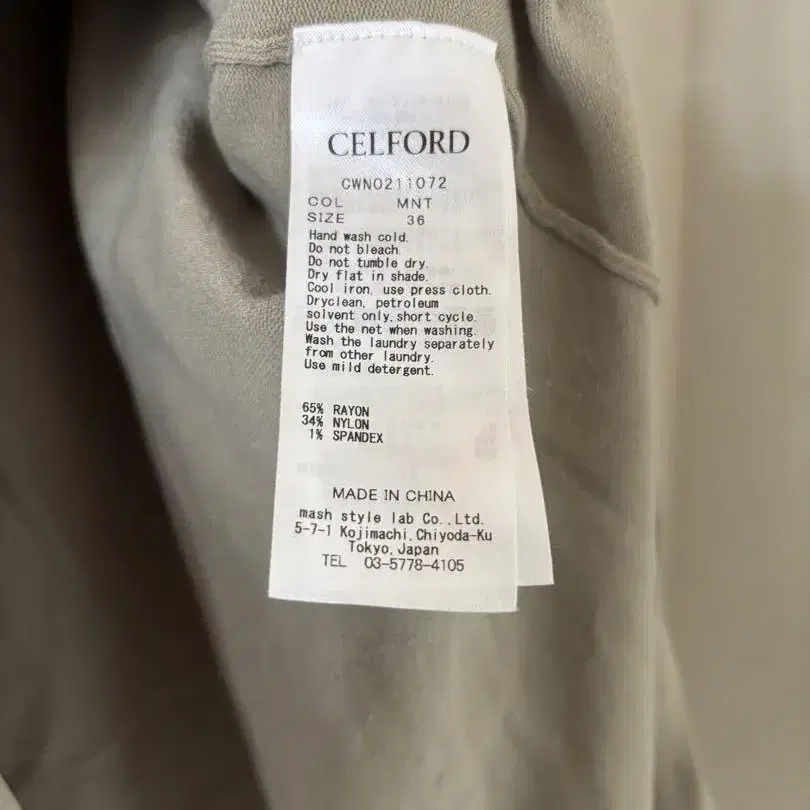 CELFORD
CWNO211072
COL MNT
SIZE 36
Hand wash cold.
Do not bleach.
Do not tumble dry.
Dry flat in shade.
Cool iron, use press cloth.
Dryclean, petroleum
solvent only, short cycle.
Use the net when washing.
Wash the laundry separately
from other laundry.
Use mild detergent.
65% RAYON
34% NYLON
1% SPANDEX
MADE IN CHINA
mash style lab Co.,Ltd.
5-7-1 Kojimachi,Chiyoda-Ku
Tokyo,Japan
TEL 03-5778-4105